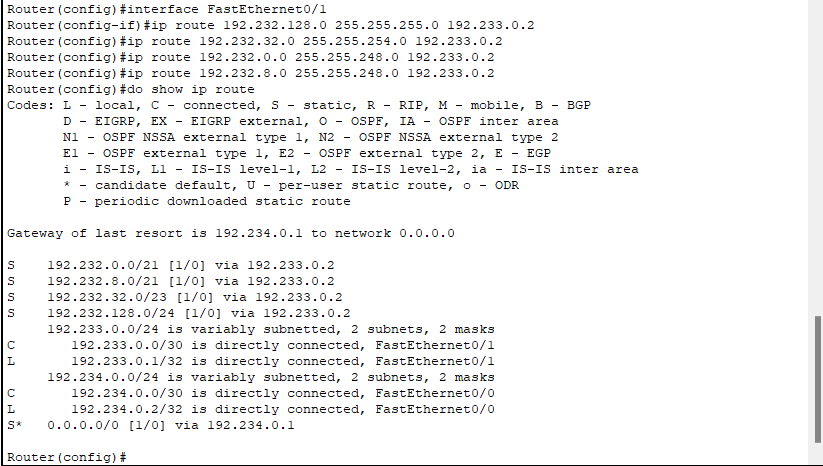 Router(config)#interface FastEthernet0/1
Router(config-if)#ip route 192.232.128.0 255.255.255.0 192.233.0.2
Router(config)#ip route 192.232.32.0 255.255.254.0 192.233.0.2
Router(config)#ip route 192.232.0.0 255.255.248.0 192.233.0.2
Router(config)#ip route 192.232.8.0 255.255.248.0 192.233.0.2
Router(config)#do show ip route
Codes: L - local, C - connected, S - static, R - RIP, M - mobile, B - BGP
       D - EIGRP, EX - EIGRP external, O - OSPF, IA - OSPF inter area
       N1 - OSPF NSSA external type 1, N2 - OSPF NSSA external type 2
       E1 - OSPF external type 1, E2 - OSPF external type 2, E - EGP
       i - IS-IS, L1 - IS-IS level-1, L2 - IS-IS level-2, ia - IS-IS inter area
       * - candidate default, U - per-user static route, o - ODR
       P - periodic downloaded static route

Gateway of last resort is 192.234.0.1 to network 0.0.0.0

S    192.232.0.0/21 [1/0] via 192.233.0.2
S    192.232.8.0/21 [1/0] via 192.233.0.2
S    192.232.32.0/23 [1/0] via 192.233.0.2
S    192.232.128.0/24 [1/0] via 192.233.0.2
     192.233.0.0/24 is variably subnetted, 2 subnets, 2 masks
C       192.233.0.0/30 is directly connected, FastEthernet0/1
L       192.233.0.1/32 is directly connected, FastEthernet0/1
     192.234.0.0/24 is variably subnetted, 2 subnets, 2 masks
C       192.234.0.0/30 is directly connected, FastEthernet0/0
L       192.234.0.2/32 is directly connected, FastEthernet0/0
S*   0.0.0.0/0 [1/0] via 192.234.0.1

Router(config)#